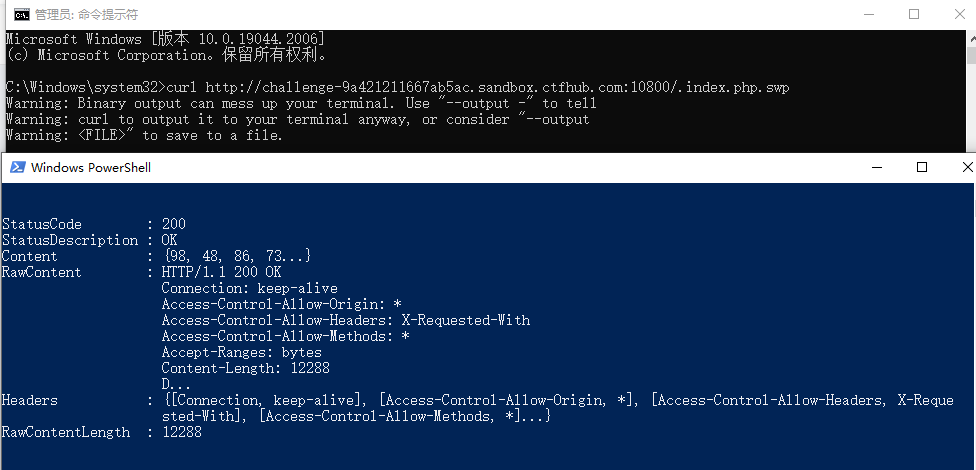 管理员: 命令提示符
Microsoft Windows [版本 10.0.19044.2006]
(c) Microsoft Corporation。保留所有权利。
C:\Windows\system32>curl http://challenge-9a421211667ab5ac.sandbox.ctfhub.com:10800/.index.php.swp
Warning: Binary output can mess up your terminal. Use "--output -" to tell
Warning: curl to output it to your terminal anyway, or consider "--output
Warning: <FILE>" to save to a file.
Windows PowerShell
StatusCode : 200
StatusDescription : OK
Content : {98, 48, 86, 73...}
RawContent : HTTP/1.1 200 OK
Connection: keep-alive
Access-Control-Allow-Origin: *
Access-Control-Allow-Headers: X-Requested-With
Access-Control-Allow-Methods: *
Accept-Ranges: bytes
Content-Length: 12288
D...
Headers : {[Connection, keep-alive], [Access-Control-Allow-Origin, *], [Access-Control-Allow-Headers, X-Reque
sted-With], [Access-Control-Allow-Methods, *]...}
RawContentLength : 12288